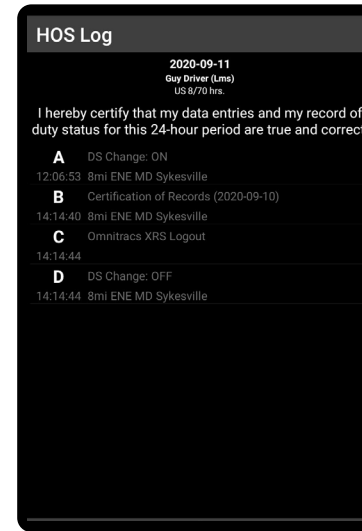 HOS Log
2020-09-11
Guy Driver (Lms)
US 8/70 hrs.
I hereby certify that my data entries and my record of
duty status for this 24-hour period are true and correct
A DS Change: ON
12:06:53 8mi ENE MD Sykesville
B Certification of Records (2020-09-10)
14:14:40 8mi ENE MD Sykesville
C Omnitracs XRS Logout
14:14:44
D DS Change: OFF
14:14:44 8mi ENE MD Sykesville